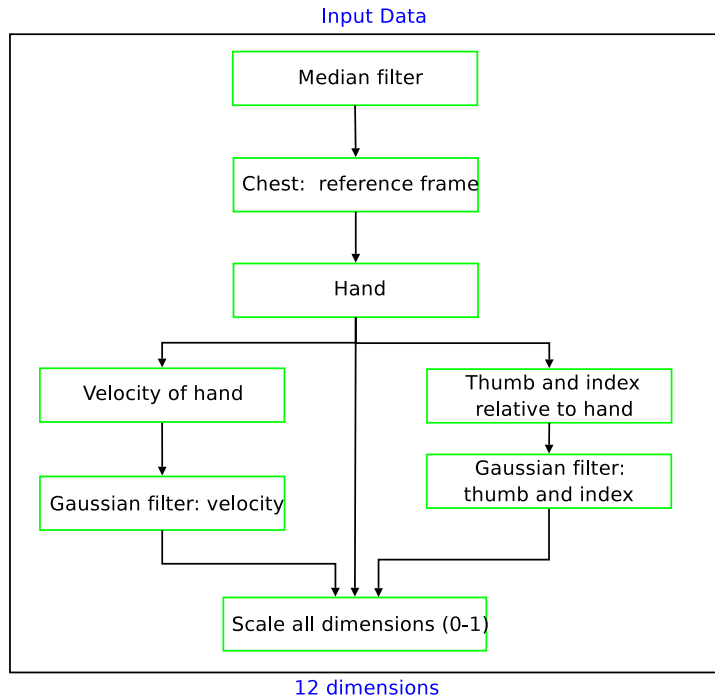 Input Data
Median filter
Chest: reference frame
Hand
Velocity of hand
Thumb and index
relative to hand
Gaussian filter: velocity
Gaussian filter:
thumb and index
Scale all dimensions (0-1)
12 dimensions